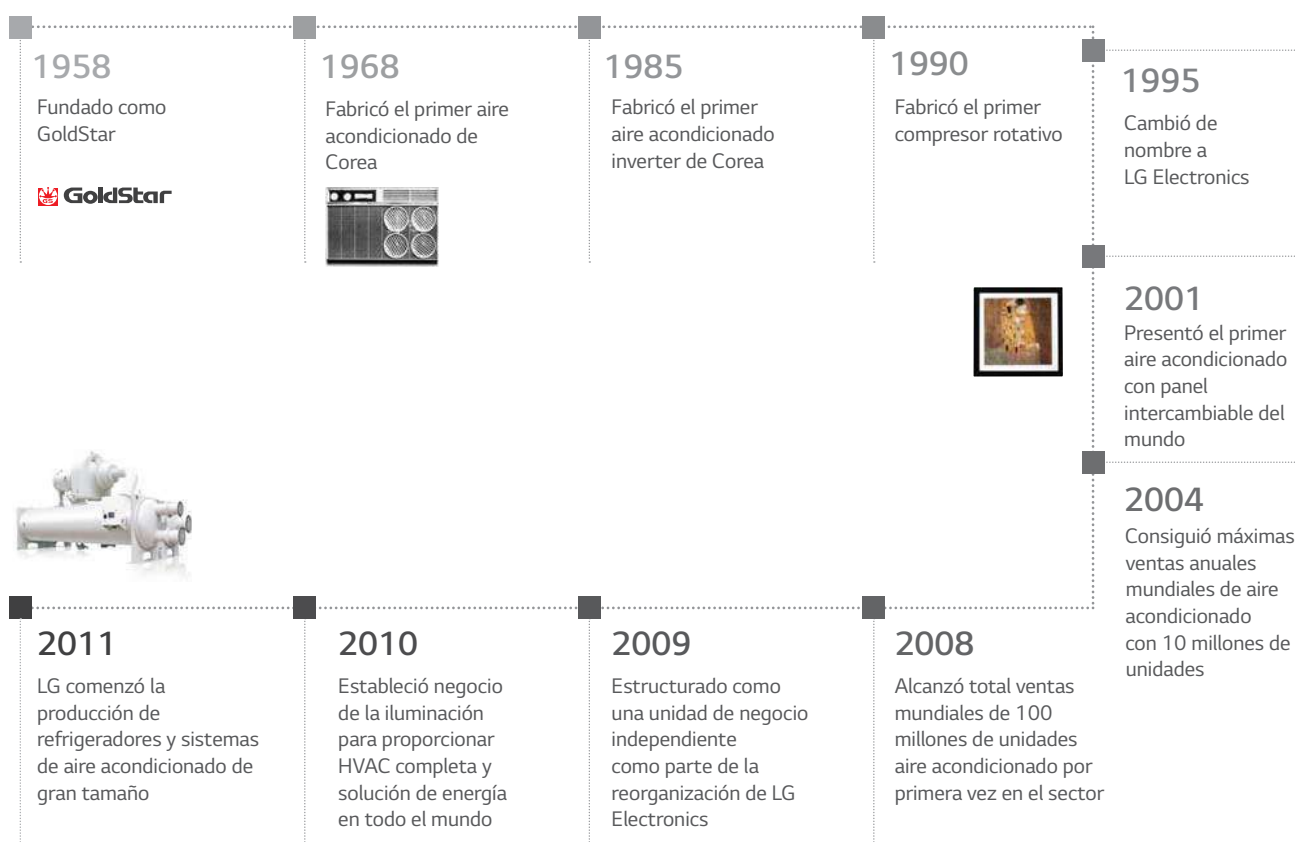 1958
Fundado como
GoldStar
GS GoldStar
1968
Fabricó el primer aire
acondicionado de
Corea
1985
Fabricó el primer
aire acondicionado
inverter de Corea
1990
Fabricó el primer
compresor rotativo
1995
Cambió de
nombre a
LG Electronics
2001
Presentó el primer
aire acondicionado
con panel
intercambiable del
mundo
2004
Consiguió máximas
ventas anuales
mundiales de aire
acondicionado
con 10 millones de
unidades
2008
Alcanzó total ventas
mundiales de 100
millones de unidades
aire acondicionado por
primera vez en el sector
2009
Estructurado como
una unidad de negocio
independiente
como parte de la
reorganización de LG
Electronics
2010
Estableció negocio
de la iluminación
para proporcionar
HVAC completa y
solución de energía
en todo el mundo
2011
LG comenzó la
producción de
refrigeradores y sistemas
de aire acondicionado de
gran tamaño